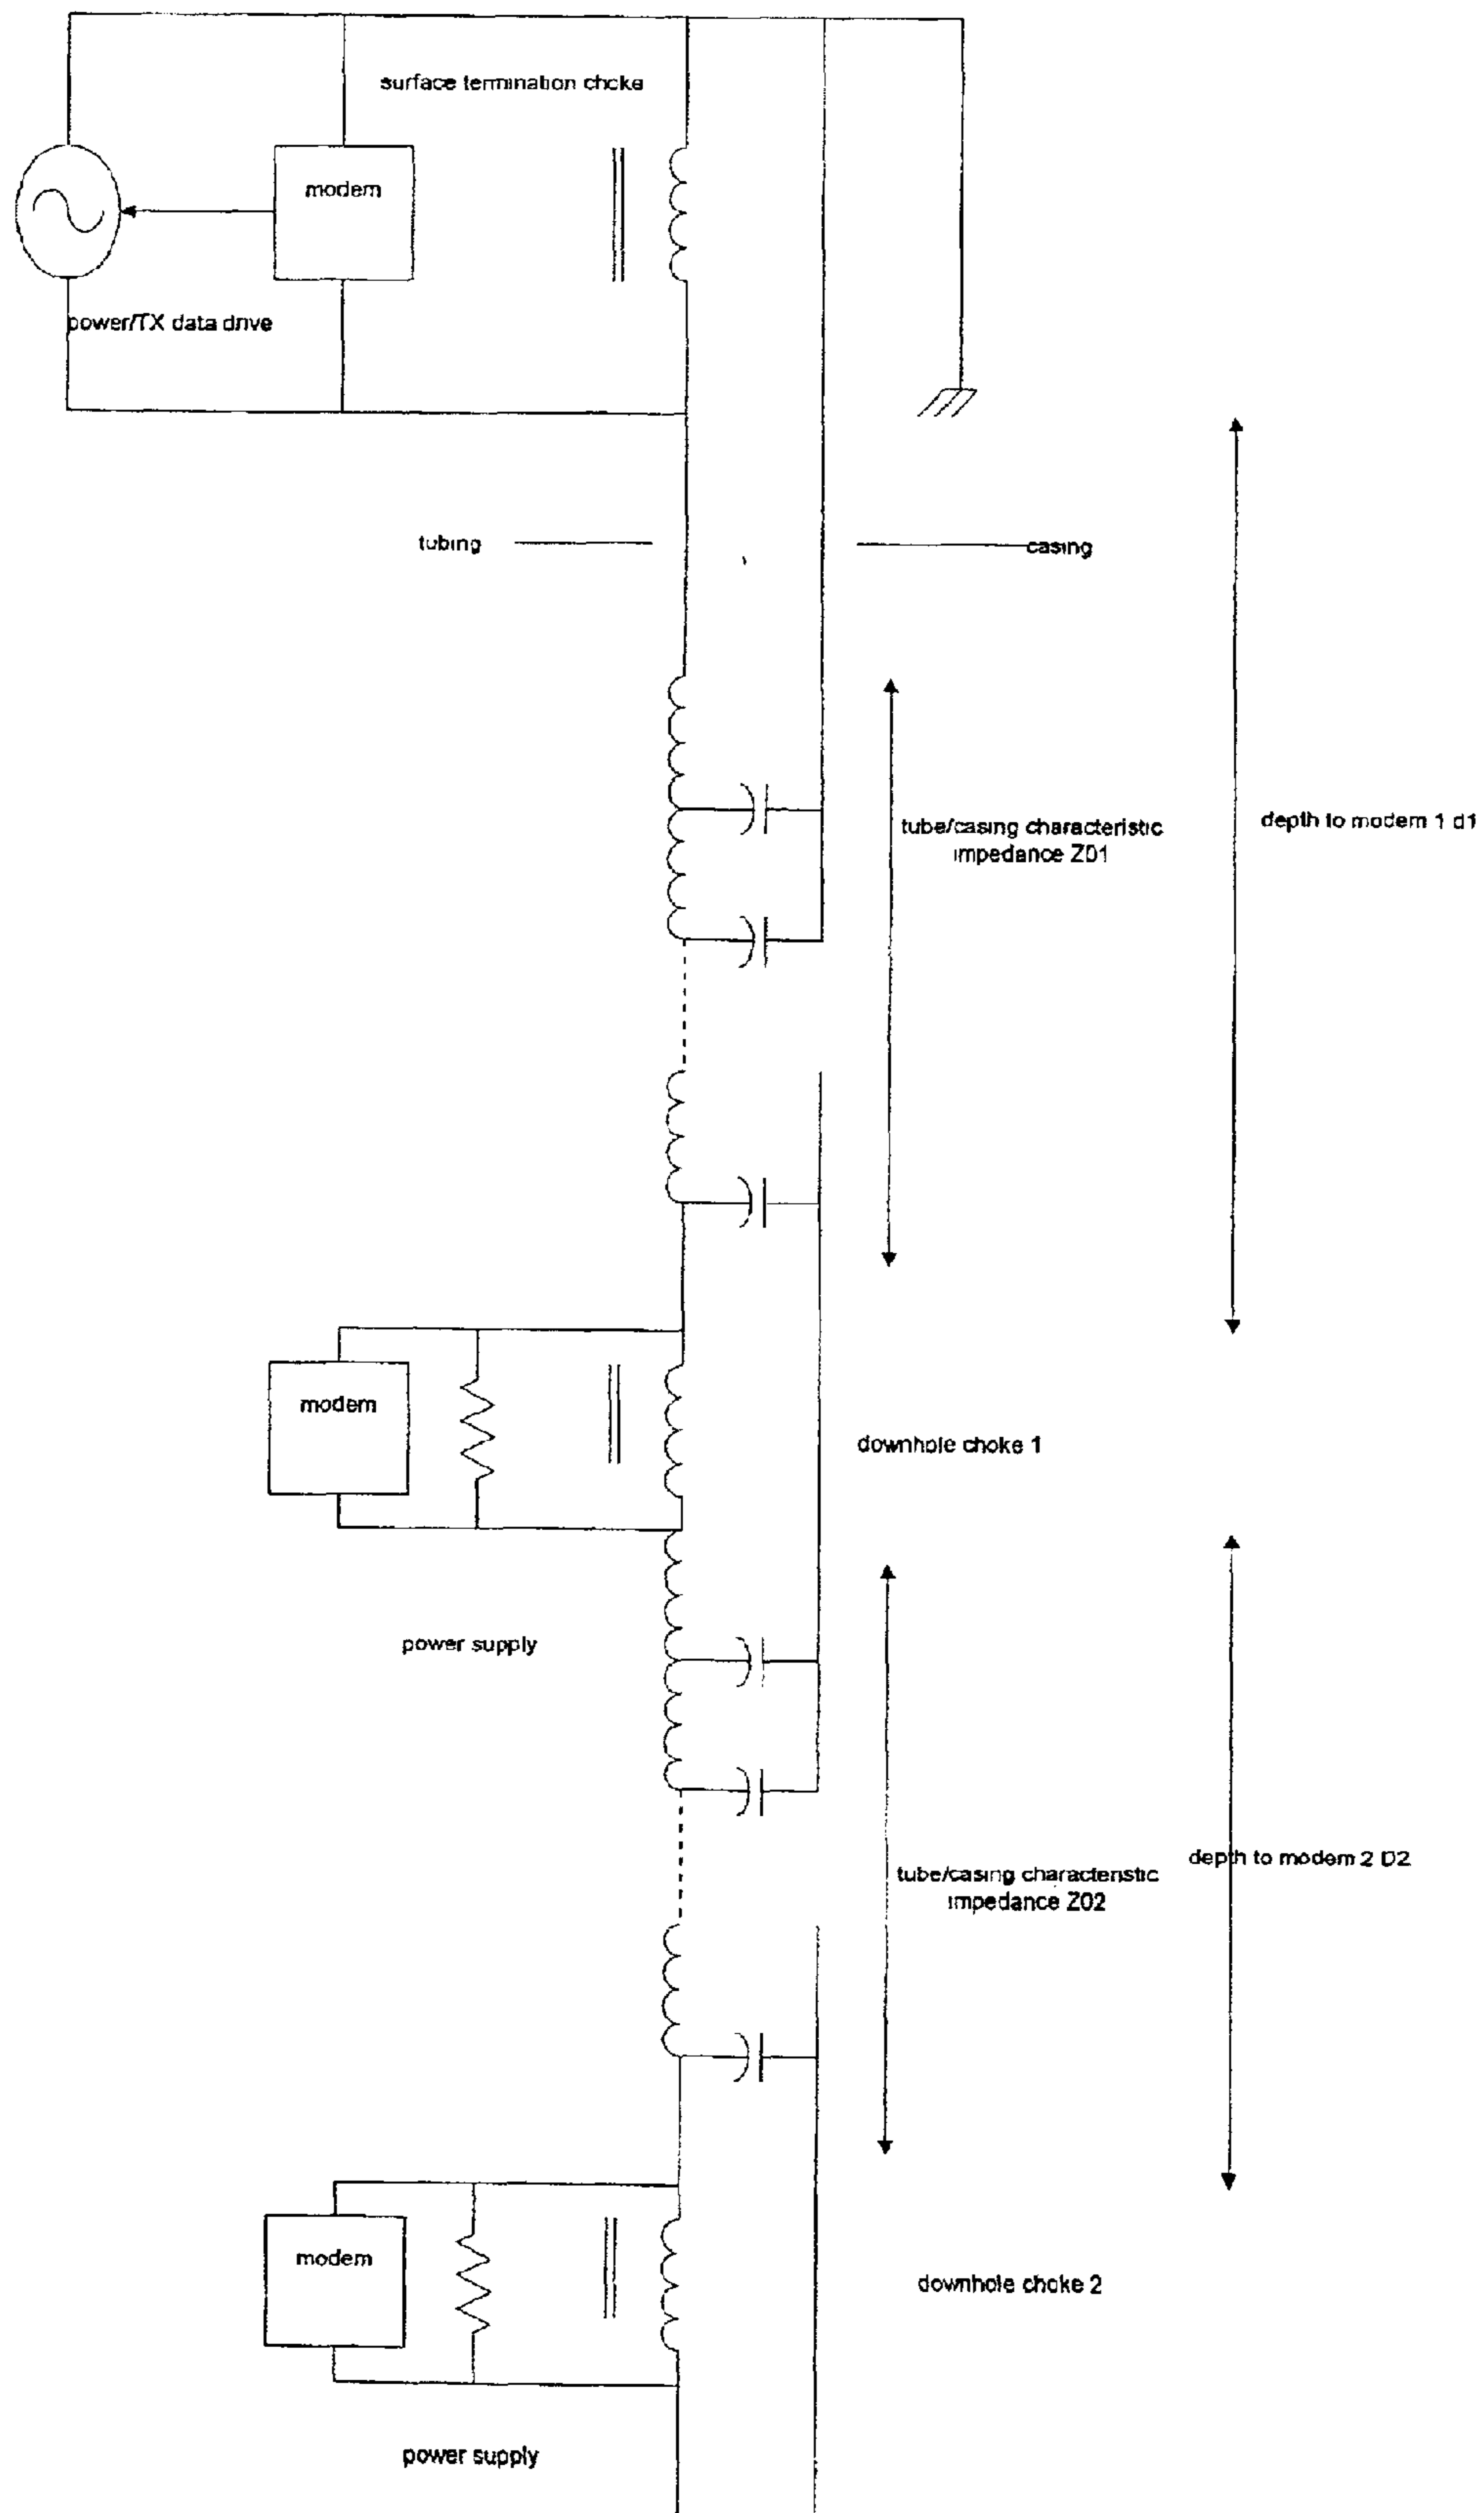 surface termination choke
modem
power/TX data drive
tubing
casing
tube/casing characteristic
impedance Z01
depth to modem 1 d1
modem
downhole choke 1
power supply
tube/casing characteristic
impedance Z02
depth to modem 2 D2
modem
downhole choke 2
power supply